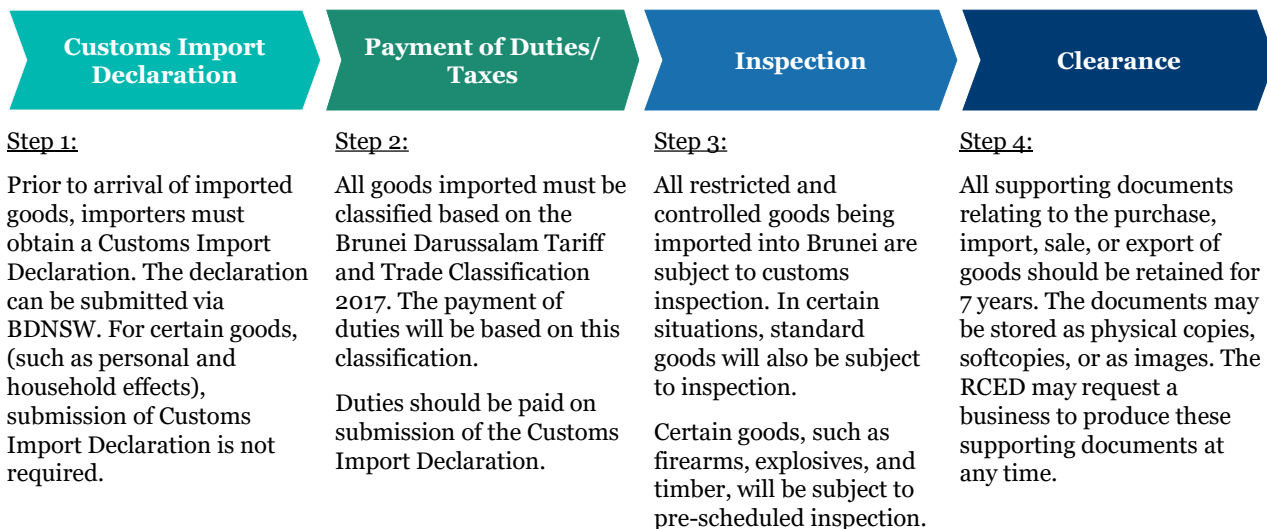 Customs Import
Declaration
Payment of Duties/
Taxes
Inspection
Clearance
Step 1:
Prior to arrival of imported
goods, importers must
obtain a Customs Import
Declaration. The declaration
can be submitted via
BDNSW. For certain goods,
(such as personal and
household effects),
submission of Customs
Import Declaration is not
required.
Step 2:
All goods imported must be
classified based on the
Brunei Darussalam Tariff
and Trade Classification
2017. The payment of
duties will be based on this
classification.
Duties should be paid on
submission of the Customs
Import Declaration.
Step 3:
All restricted and
controlled goods being
imported into Brunei are
subject to customs
inspection. In certain
situations, standard
goods will also be subject
to inspection.
Certain goods, such as
firearms, explosives, and
timber, will be subject to
pre-scheduled inspection.
Step 4:
All supporting documents
relating to the purchase,
import, sale, or export of
goods should be retained for
7 years. The documents may
be stored as physical copies,
softcopies, or as images. The
RCED may request a
business to produce these
supporting documents at
any time.